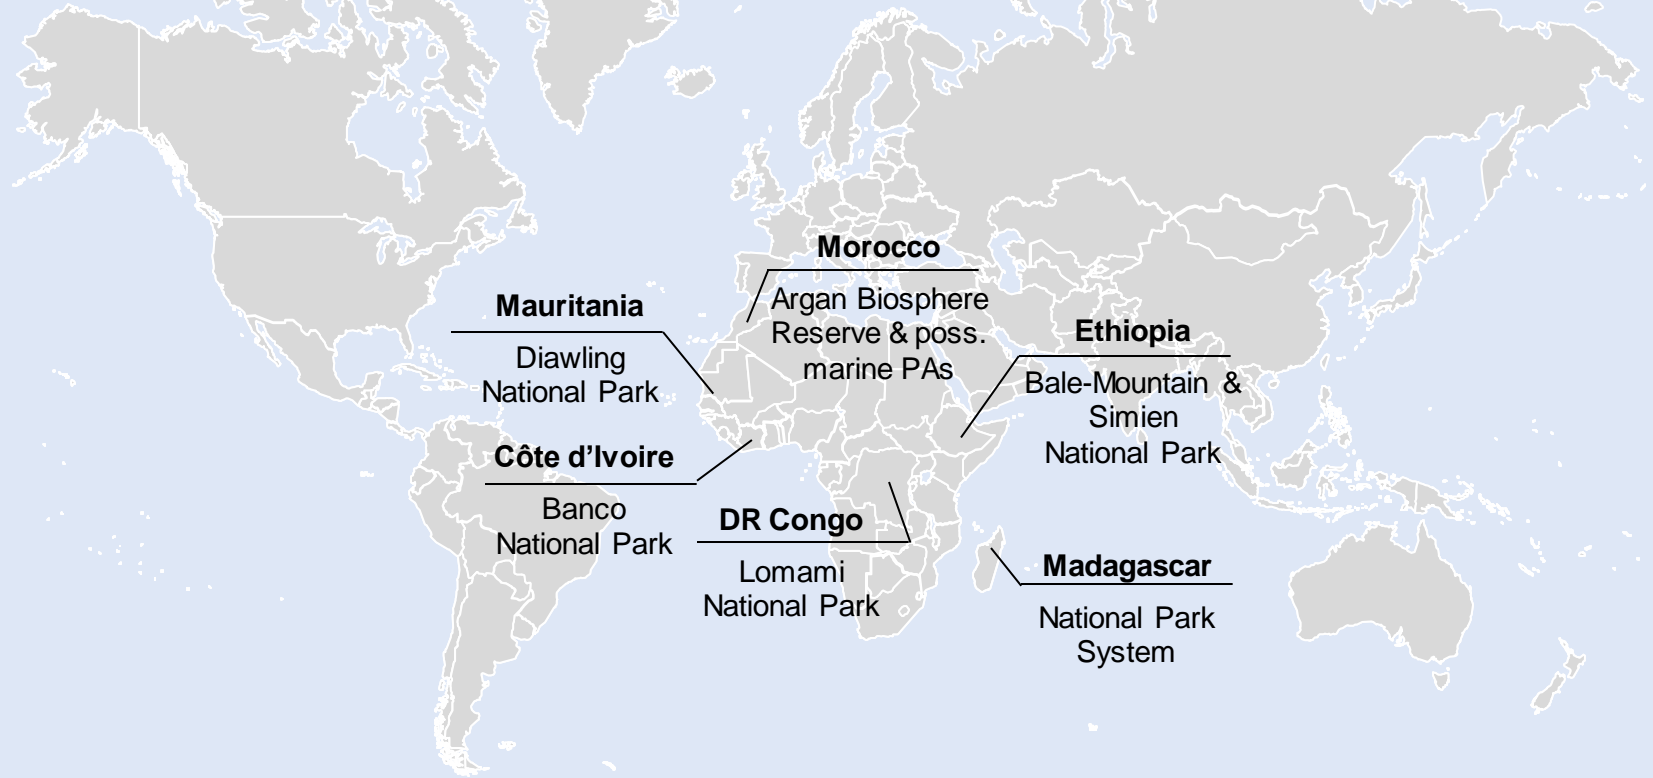 Morocco
Argan Biosphere
Reserve & poss.
marine PAs
Mauritania
Diawling
National Park
Ethiopia
Bale-Mountain &
Simien
National Park
Côte d’Ivoire
Banco
National Park
DR Congo
Lomami
National Park
Madagascar
National Park
System